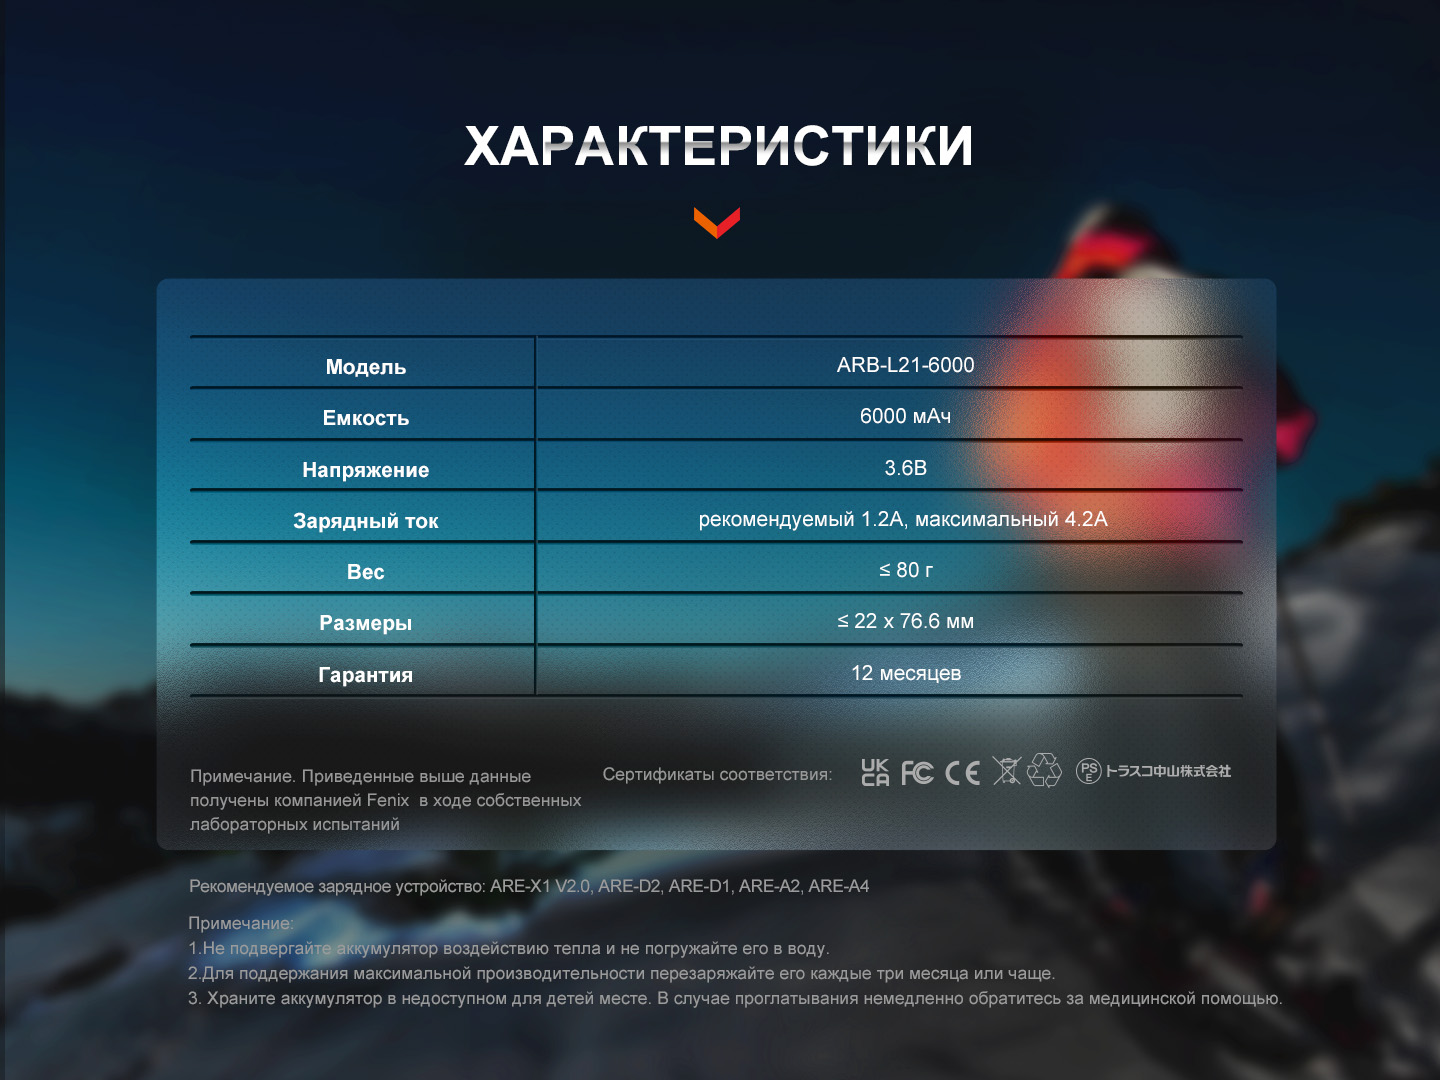 ХАРАКТЕРИСТИКИ
Модель ARB-L21-6000
Емкость 6000 мАч
Напряжение 3.6В
Зарядный ток рекомендуемый 1.2А, максимальный 4.2А
Вес ≤ 80 г
Размеры ≤ 22 x 76.6 мм
Гарантия 12 месяцев
Примечание. Приведенные выше данные
получены компанией Fenix в ходе собственных
лабораторных испытаний
Сертификаты соответствия: UK CA FC CE PS E トラスコ中山株式会社
Рекомендуемое зарядное устройство: ARE-X1 V2.0, ARE-D2, ARE-D1, ARE-A2, ARE-A4
Примечание:
1.Не подвергайте аккумулятор воздействию тепла и не погружайте его в воду.
2.Для поддержания максимальной производительности перезаряжайте его каждые три месяца или чаще.
3. Храните аккумулятор в недоступном для детей месте. В случае проглатывания немедленно обратитесь за медицинской помощью.